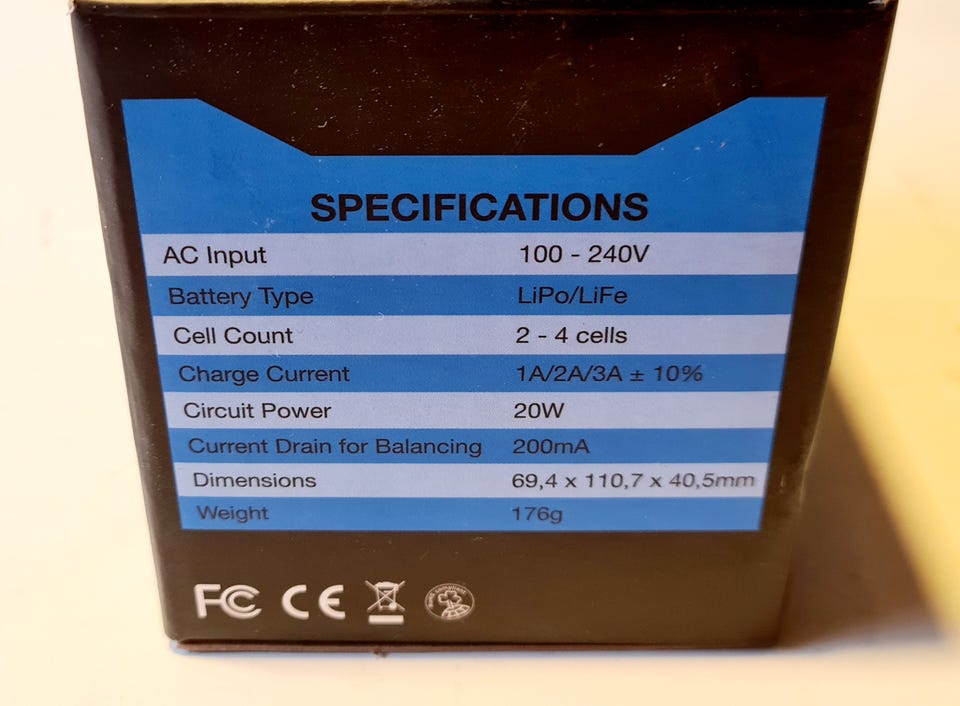 SPECIFICATIONS
AC Input 100 - 240V
Battery Type LiPo/LiFe
Cell Count 2 - 4 cells
Charge Current 1A/2A/3A ± 10%
Circuit Power 20W
Current Drain for Balancing 200mA
Dimensions 69,4 x 110,7 x 40,5mm
Weight 176g
FC CE